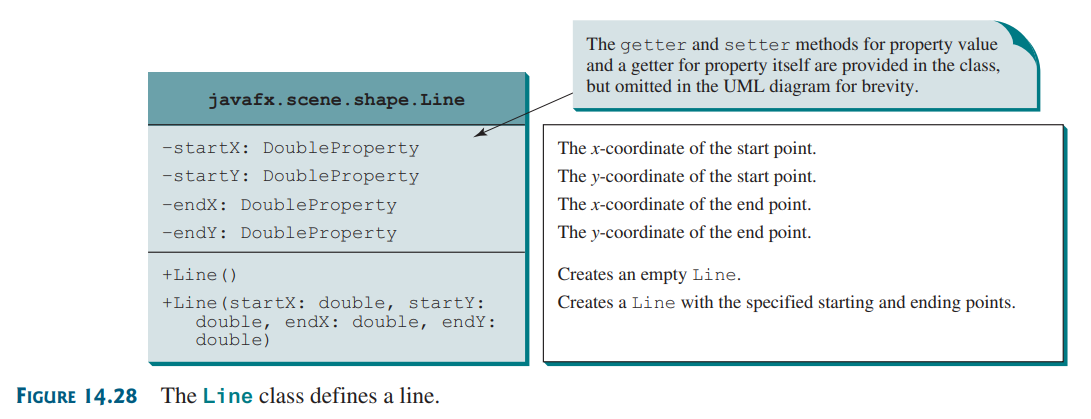 The getter and setter methods for property value
and a getter for property itself are provided in the class,
but omitted in the UML diagram for brevity.
javafx.scene.shape.Line
-startX: DoubleProperty
-startY: DoubleProperty
-endX: DoubleProperty
-endY: DoubleProperty
The x-coordinate of the start point.
The y-coordinate of the start point.
The x-coordinate of the end point.
The y-coordinate of the end point.
+Line()
+Line(startX: double, startY:
double, endX: double, endY:
double)
Creates an empty Line.
Creates a Line with the specified starting and ending points.
FIGURE 14.28 The Line class defines a line.